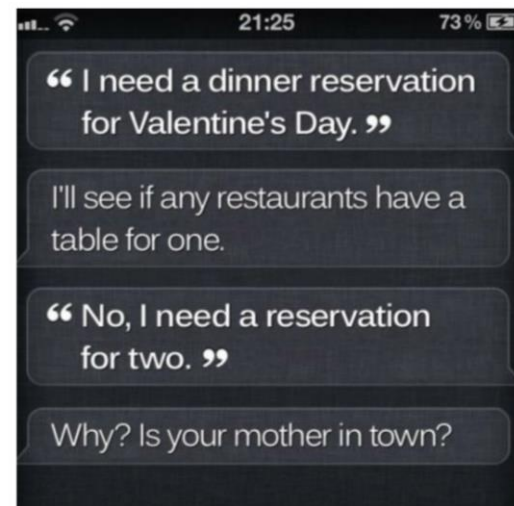 21:25 73%
“ I need a dinner reservation
for Valentine's Day. ”
I'll see if any restaurants have a
table for one.
“ No, I need a reservation
for two. ”
Why? Is your mother in town?